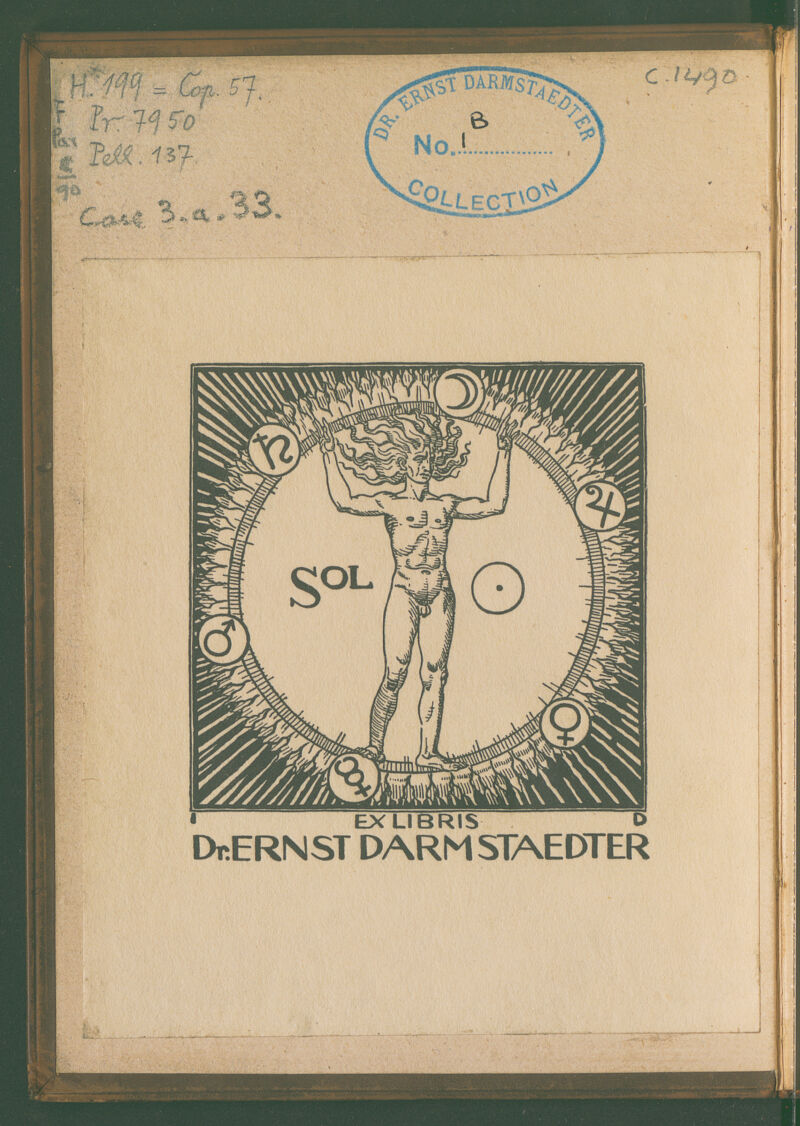 H.*199 = Cop. 57.
Pr. 7950
Pell. 137.
90
Case 3.a.33.
DR. ERNST DARMSTAEDTER
B
No. 1
COLLECTION
C.1490.
SOL
I D
EX LIBRIS
Dr. ERNST DARMSTAEDTER